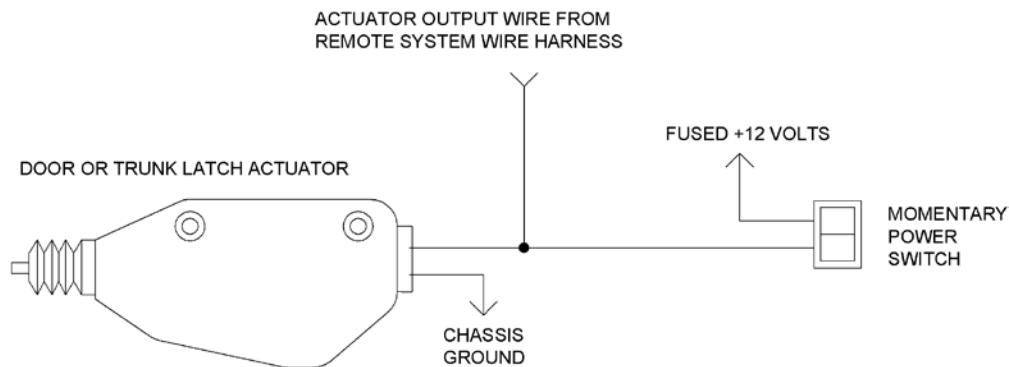 ACTUATOR OUTPUT WIRE FROM
REMOTE SYSTEM WIRE HARNESS
FUSED +12 VOLTS
DOOR OR TRUNK LATCH ACTUATOR
MOMENTARY
POWER
SWITCH
CHASSIS
GROUND